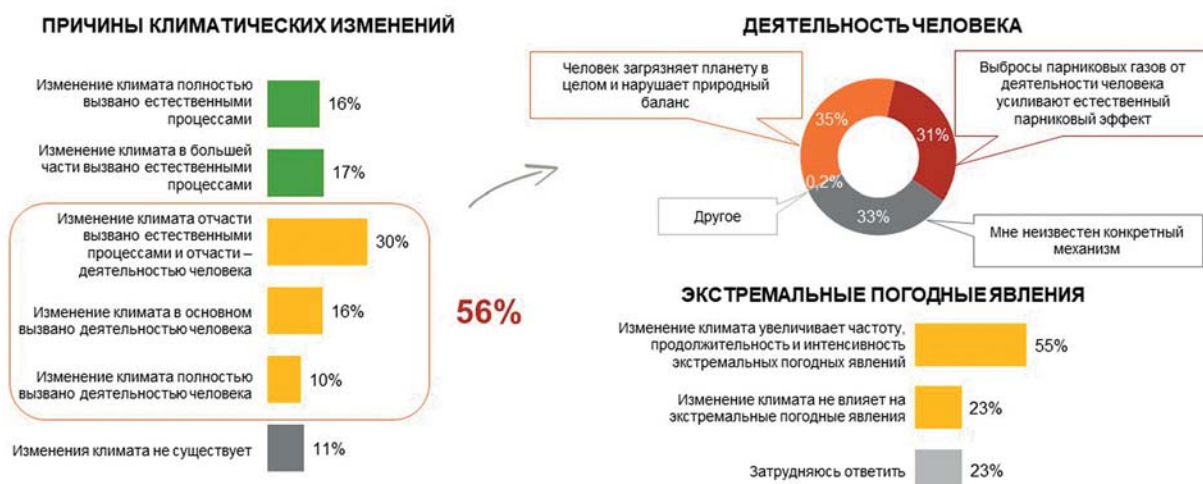 ПРИЧИНЫ КЛИМАТИЧЕСКИХ ИЗМЕНЕНИЙ
Изменение климата полностью
вызвано естественными
процессами
16%
Изменение климата в большей
части вызвано естественными
процессами
17%
Изменение климата отчасти
вызвано естественными
процессами и отчасти –
деятельностью человека
30%
Изменение климата в основном
вызвано деятельностью человека
16%
Изменение климата полностью
вызвано деятельностью человека
10%
Изменения климата не существует
11%
56%
ДЕЯТЕЛЬНОСТЬ ЧЕЛОВЕКА
Человек загрязняет планету в
целом и нарушает природный
баланс
Выбросы парниковых газов от
деятельности человека
усиливают естественный
парниковый эффект
35%
31%
0,2%
33%
Другое
Мне неизвестен конкретный
механизм
ЭКСТРЕМАЛЬНЫЕ ПОГОДНЫЕ ЯВЛЕНИЯ
Изменение климата увеличивает частоту,
продолжительность и интенсивность
экстремальных погодных явлений
55%
Изменение климата не влияет на
экстремальные погодные явления
23%
Затрудняюсь ответить
23%